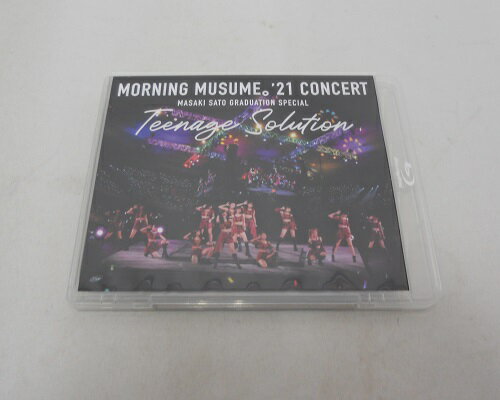 MORNING MUSUME。'21 CONCERT
MASAKI SATO GRADUATION SPECIAL
Teenage Solution